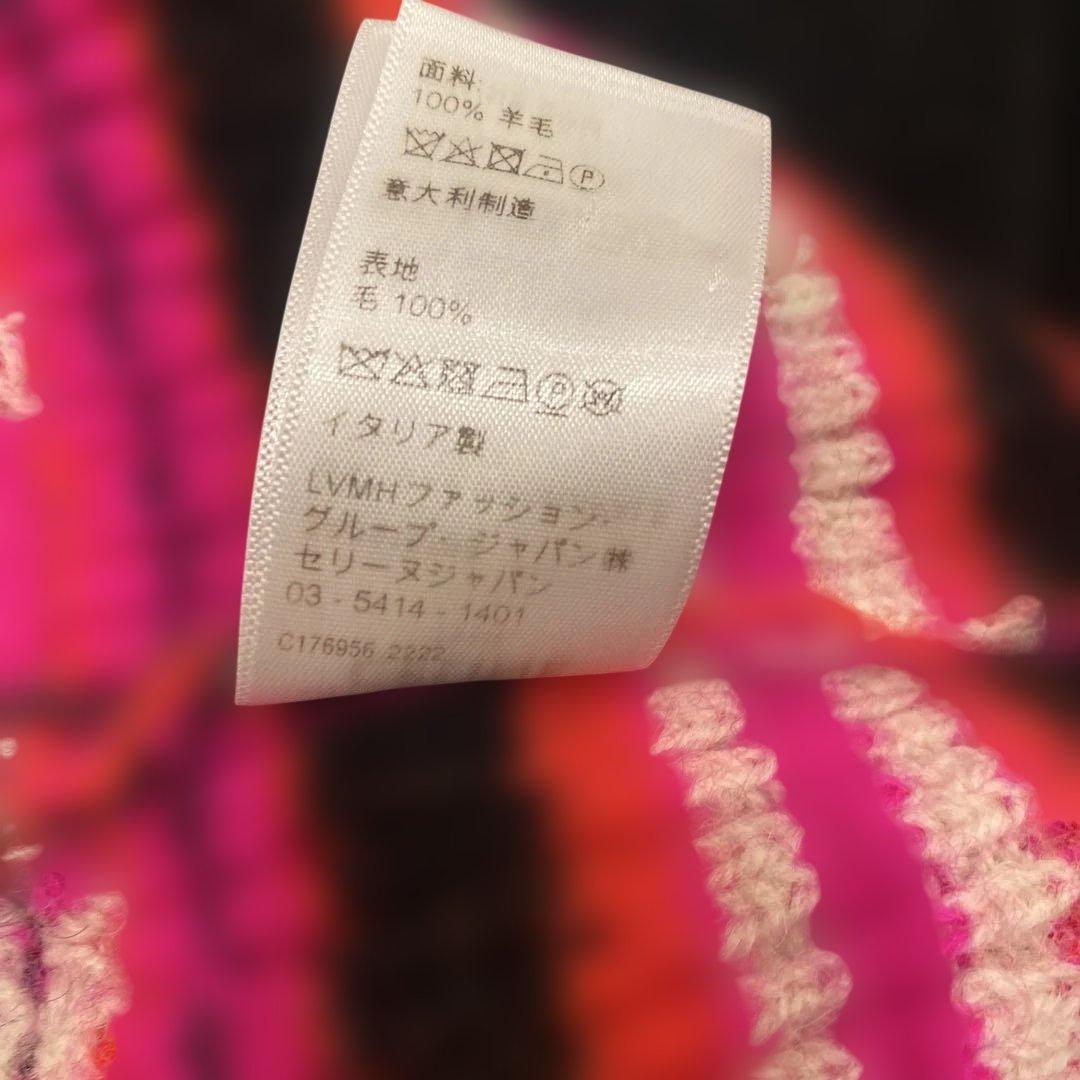 面料
100% 羊毛
P
意大利制造
表地
毛 100%
P W
イタリア製
LVMHファッション・
グループ・ジャパン㈱
セリーヌジャパン
03 - 5414 - 1401
C176956 2222